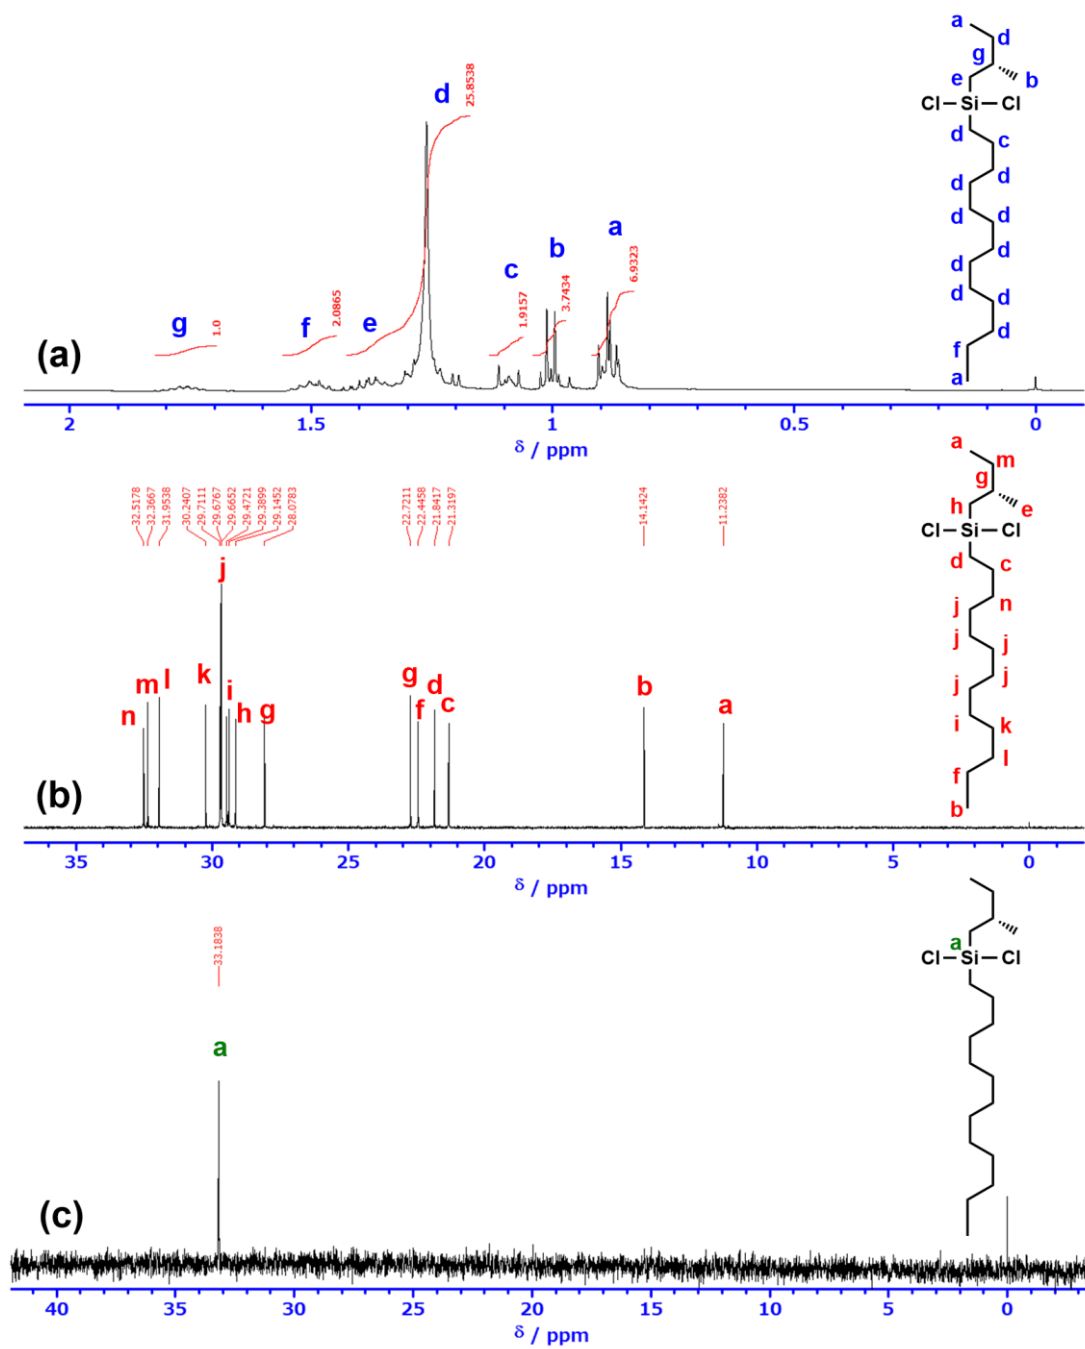 a
d
g
e
b
Cl Si Cl
d
c
d
d
d
d
d
d
d
d
d
f
a
d
25.8538
g
1.0
f
2.0865
e
c
1.9157
b
3.7434
a
6.9323
(a)
2 1.5 1 0.5 0
δ / ppm
a
m
g
h
e
Cl Si Cl
d
c
n
j
j
j
j
j
i
k
l
f
b
32.5178
32.3667
31.9538
30.2407
29.7111
29.6767
29.6652
29.4721
29.3899
29.1452
28.0783
22.7211
22.4458
21.8417
21.3197
14.1424
11.2382
j
n m l k i h g g f d c b a
(b)
35 30 25 20 15 10 5 0
δ / ppm
a
Cl Si Cl
33.1838
a
(c)
40 35 30 25 20 15 10 5 0
δ / ppm